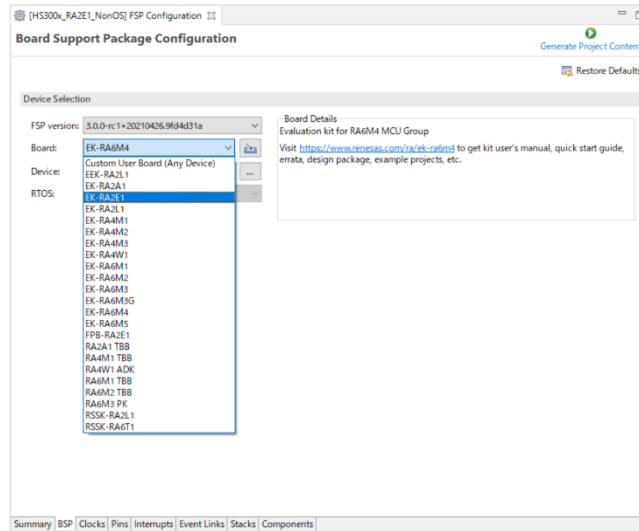 [HS300x_RA2E1_NonOS] FSP Configuration
Board Support Package Configuration
Generate Project Content
Restore Defaults
Device Selection
FSP version: 3.0.0-rc1+20210426.9fd4d31a
Board: EK-RA6M4
Device: ...
RTOS:
Custom User Board (Any Device)
EEK-RA2L1
EK-RA2A1
EK-RA2E1
EK-RA2L1
EK-RA4M1
EK-RA4M2
EK-RA4M3
EK-RA4W1
EK-RA6M1
EK-RA6M2
EK-RA6M3
EK-RA6M3G
EK-RA6M4
EK-RA6M5
FPB-RA2E1
RA2A1 TBB
RA4M1 TBB
RA4W1 ADK
RA6M1 TBB
RA6M2 TBB
RA6M3 PK
RSSK-RA2L1
RSSK-RA6T1
Board Details
Evaluation kit for RA6M4 MCU Group
Visit https://www.renesas.com/ra/ek-ra6m4 to get kit's user's manual, quick start guide,
errata, design package, example projects, etc.
Summary BSP Clocks Pins Interrupts Event Links Stacks Components